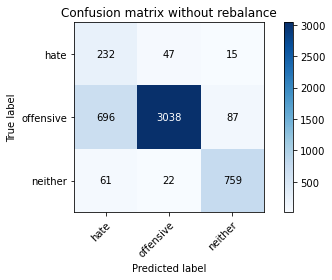 Confusion matrix without rebalance
True label
hate
offensive
neither
232 47 15
696 3038 87
61 22 759
hate
offensive
neither
Predicted label
3000
2500
2000
1500
1000
500